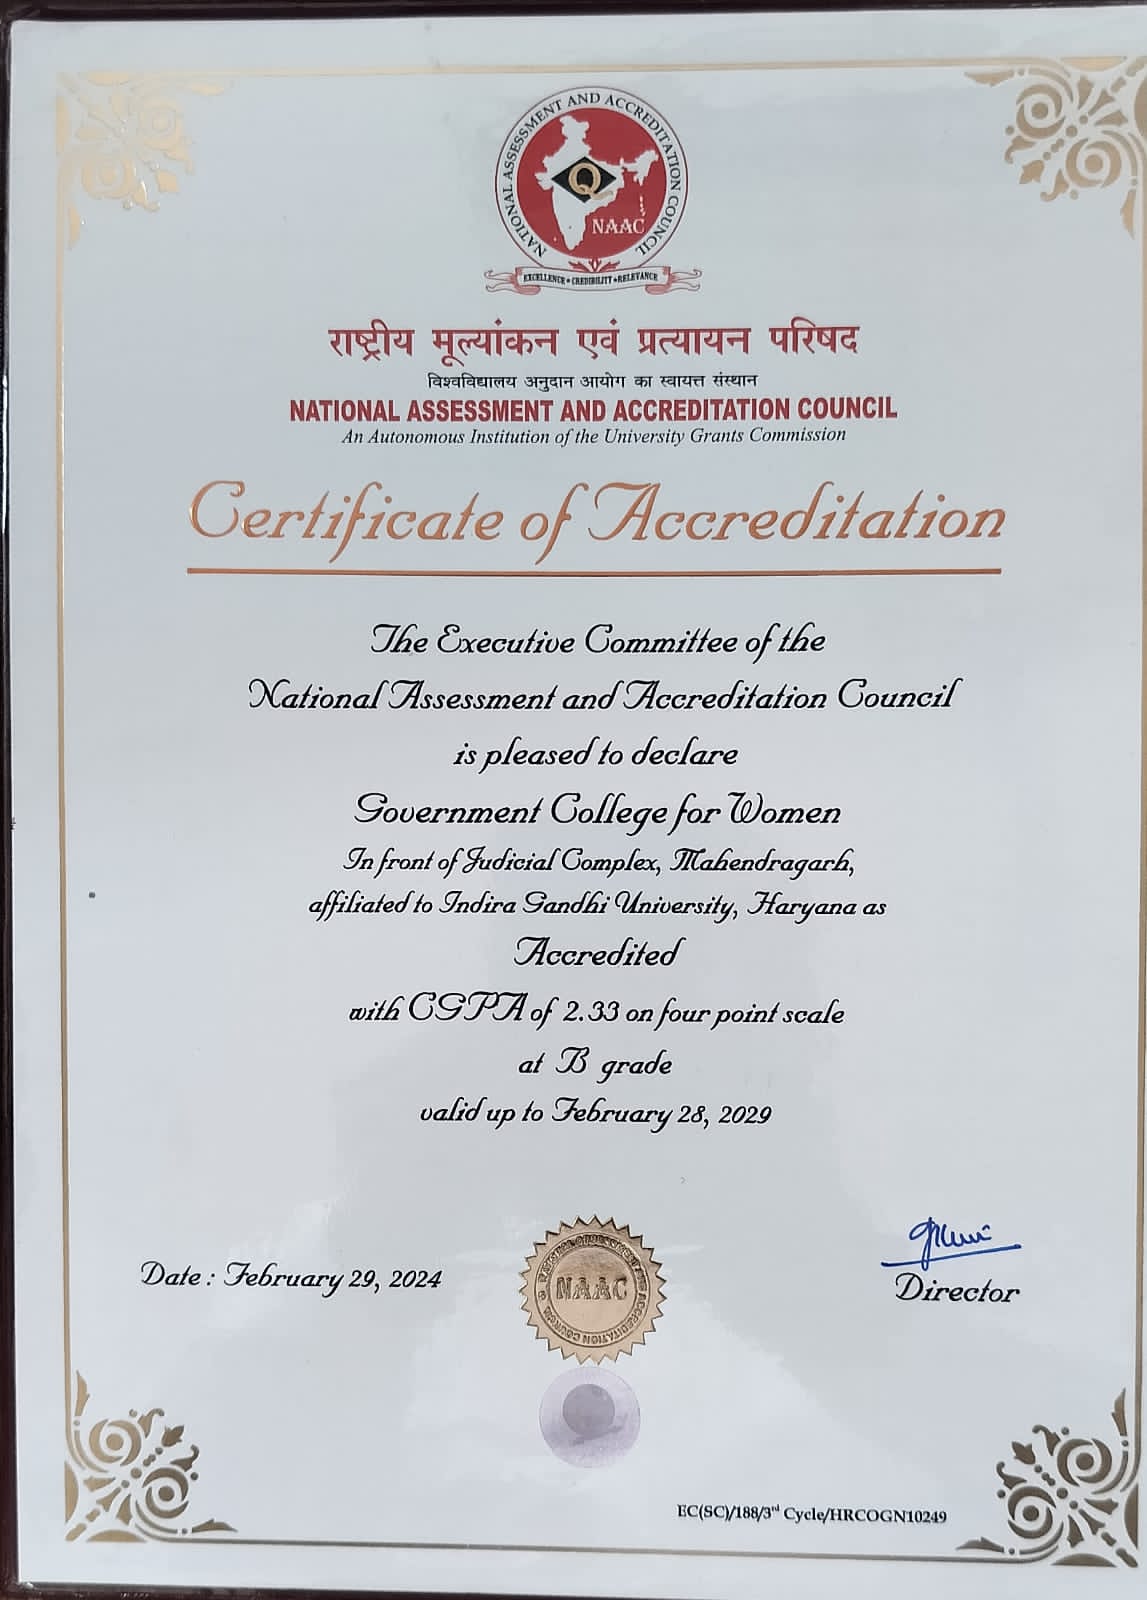 NATIONAL ASSESSMENT AND ACCREDITATION COUNCIL
Q
NAAC
EXCELLENCE • CREDIBILITY • RELEVANCE
राष्ट्रीय मूल्यांकन एवं प्रत्यायन परिषद
विश्वविद्यालय अनुदान आयोग का स्वायत्त संस्थान
NATIONAL ASSESSMENT AND ACCREDITATION COUNCIL
An Autonomous Institution of the University Grants Commission
Certificate of Accreditation
The Executive Committee of the
National Assessment and Accreditation Council
is pleased to declare
Government College for Women
In front of Judicial Complex, Mahendragarh,
affiliated to Indira Gandhi University, Haryana as
Accredited
with CGPA of 2.33 on four point scale
at B grade
valid up to February 28, 2029
Date : February 29, 2024
NATIONAL ASSESSMENT AND ACCREDITATION COUNCIL
NAAC
Director
EC(SC)/188/3rd Cycle/HRCOGN10249